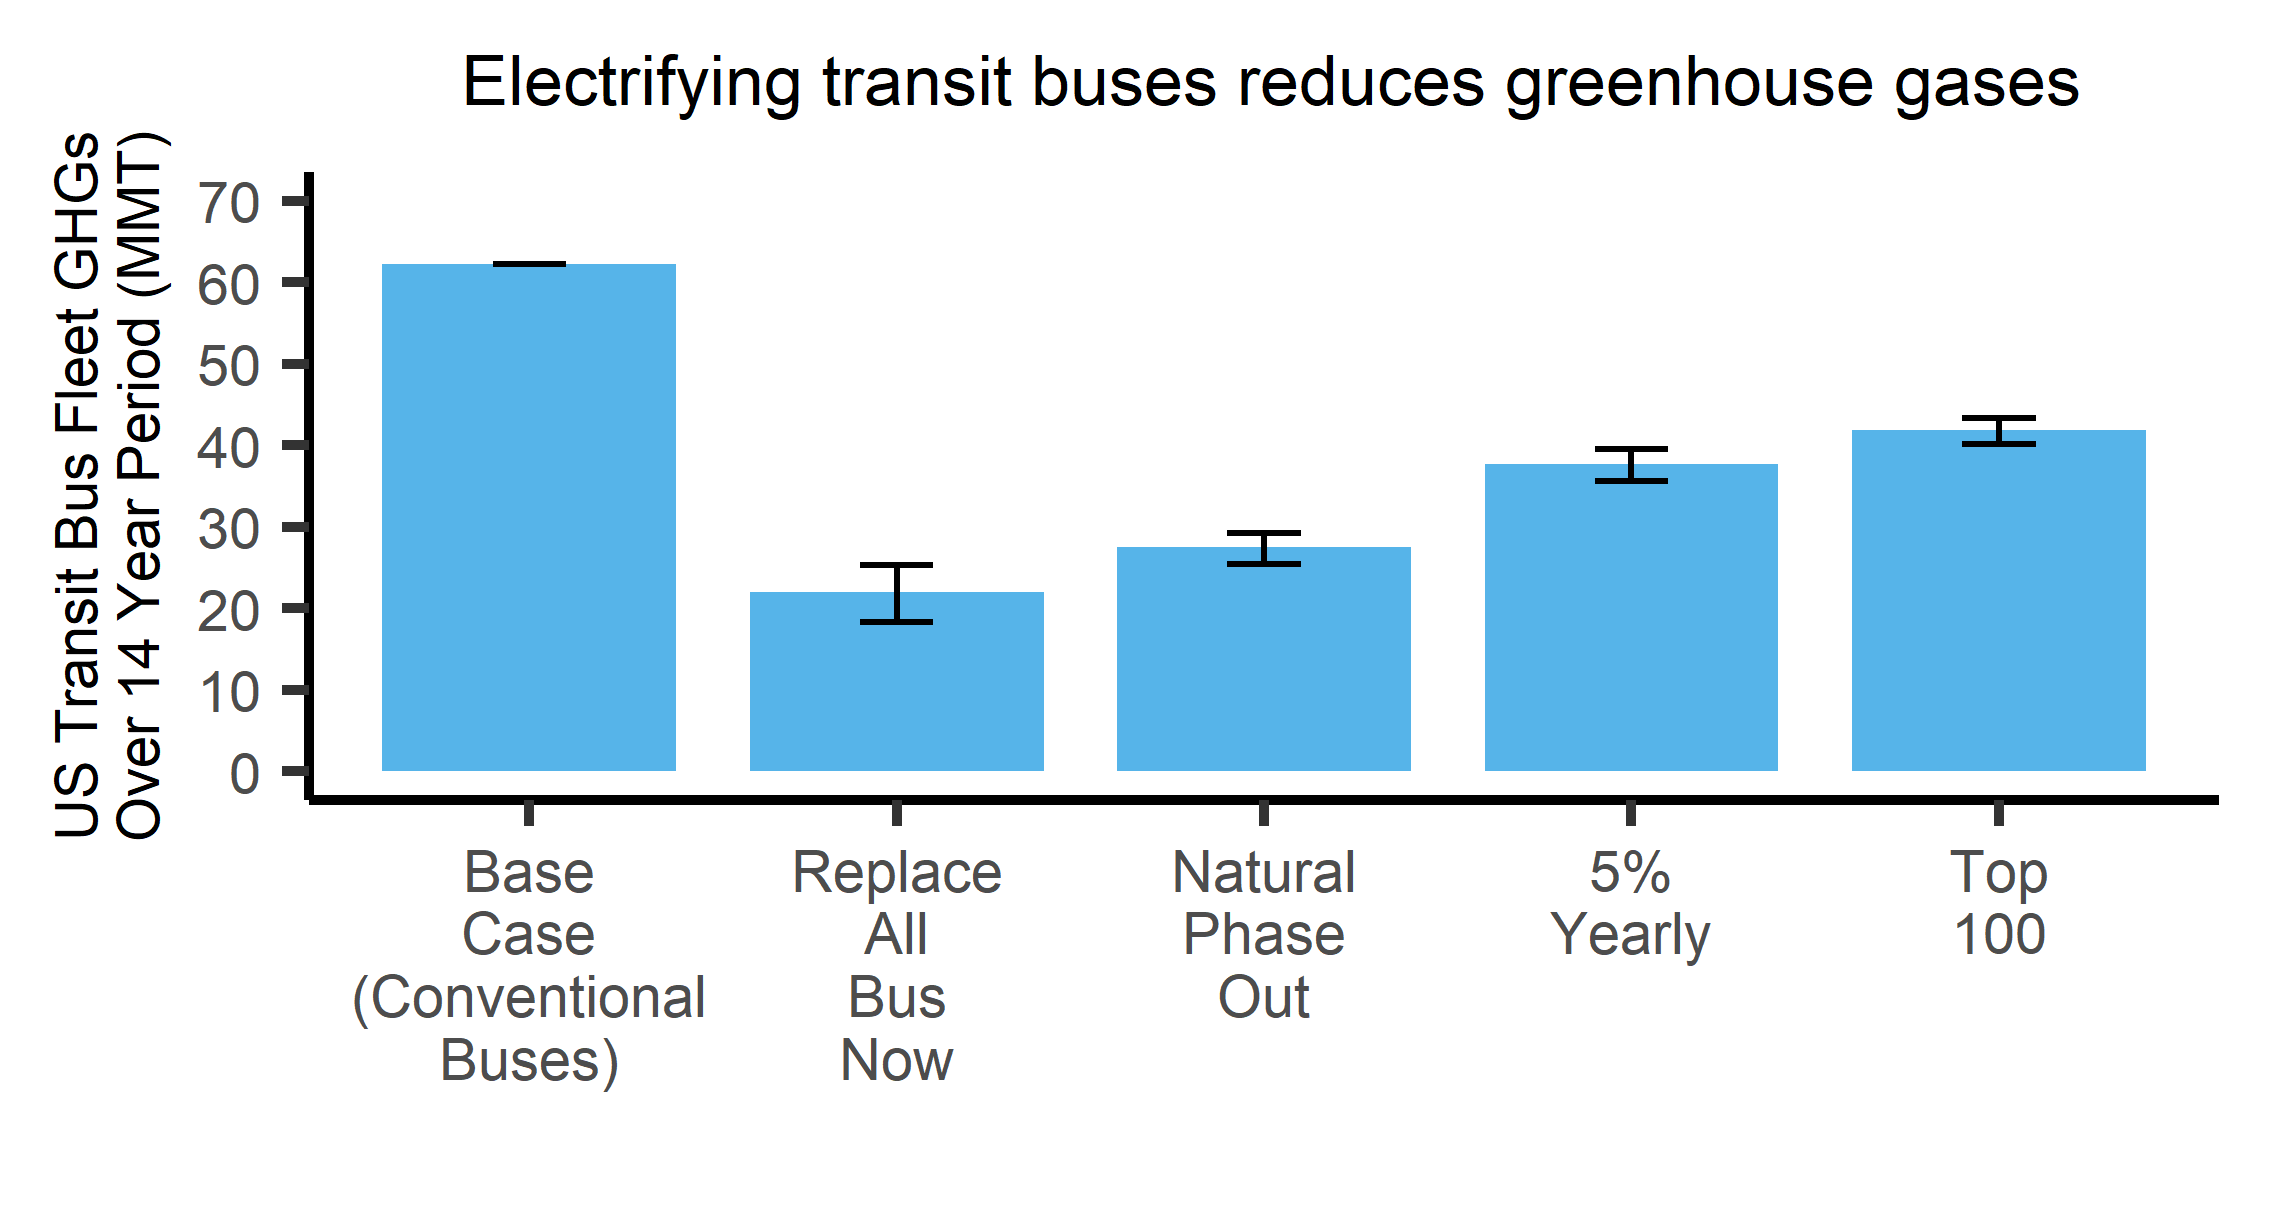 Electrifying transit buses reduces greenhouse gases
US Transit Bus Fleet GHGs
Over 14 Year Period (MMT)
70
60
50
40
30
20
10
0
Base
Case
(Conventional
Buses)
Replace
All
Bus
Now
Natural
Phase
Out
5%
Yearly
Top
100